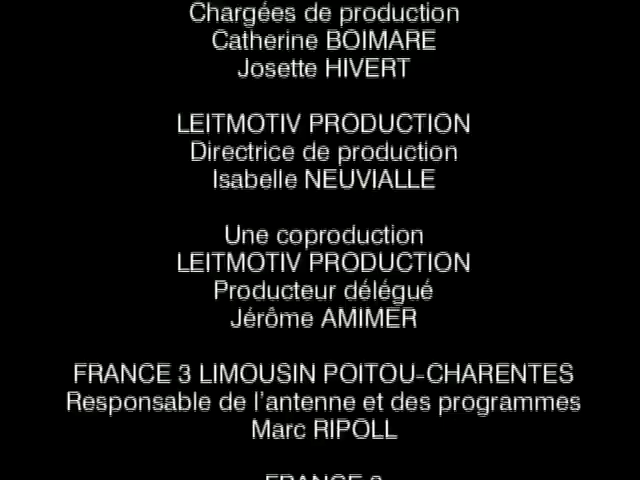 Chargées de production
Catherine BOIMARE
Josette HIVERT
LEITMOTIV PRODUCTION
Directrice de production
Isabelle NEUVIALLE
Une coproduction
LEITMOTIV PRODUCTION
Producteur délégué
Jérôme AMIMER
FRANCE 3 LIMOUSIN POITOU-CHARENTES
Responsable de l'antenne et des programmes
Marc RIPOLL
FRANCE